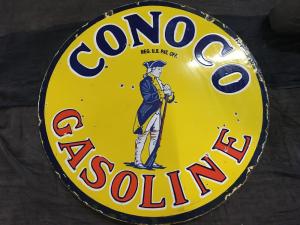 CONOCO
REG. U.S. PAT. OFF.
GASOLINE